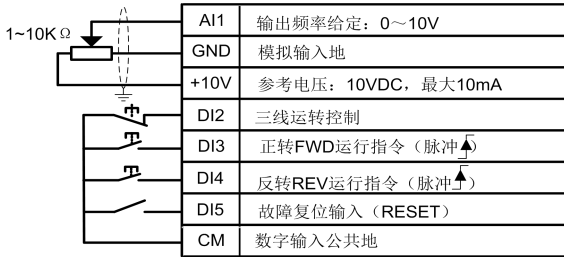 1~10KΩ
AI1 输出频率给定：0～10V
GND 模拟输入地
+10V 参考电压：10VDC，最大10mA
DI2 三线运转控制
DI3 正转FWD运行指令（脉冲）
DI4 反转REV运行指令（脉冲）
DI5 故障复位输入（RESET）
CM 数字输入公共地